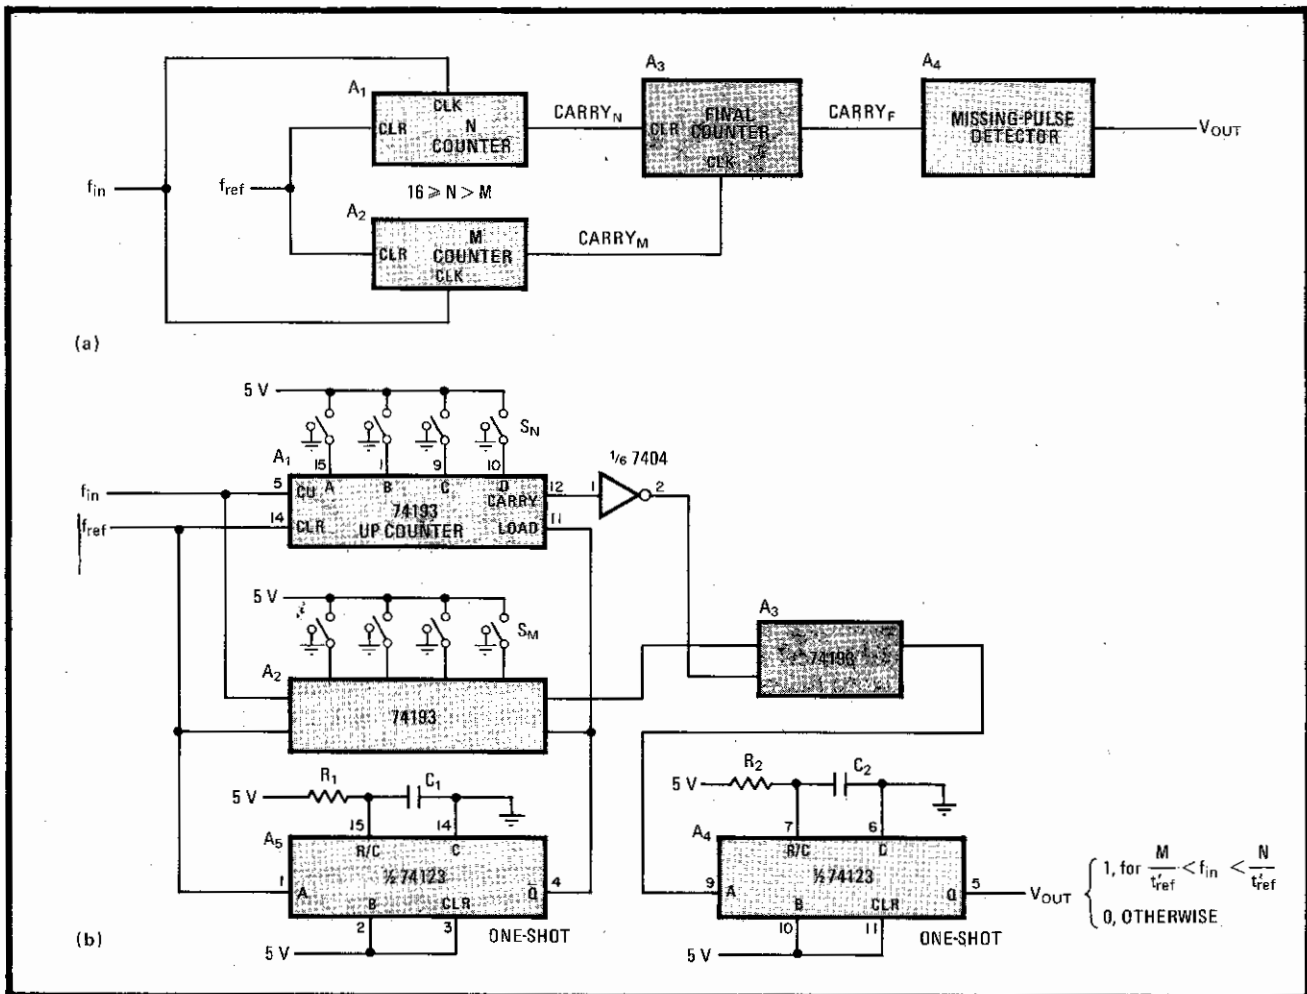 A1
CLK
CLR
N
COUNTER
CARRYN
A3
FINAL
COUNTER
CLR
CLK
CARRYF
A4
MISSING-PULSE
DETECTOR
VOUT
fin
fref
16 ⩾ N > M
A2
M
COUNTER
CLR
CLK
CARRYM
(a)
5 V
SN
A1
15
1
9
10
A
B
C
D
fin
5
CU
CARRY
12
fref
14
CLR
74193
UP COUNTER
LOAD
11
1/6 7404
1
2
5 V
SM
A2
74193
A3
74193
5 V
R1
C1
15
14
A5
R/C
C
1
A
½ 74123
Q
4
B
CLR
2
3
ONE-SHOT
5 V
5 V
R2
C2
7
6
A4
R/C
9
A
½ 74123
Q
5
B
CLR
10
11
ONE-SHOT
5 V
VOUT { 1, for M/t′ref < fin < N/t′ref
0, OTHERWISE
(b)